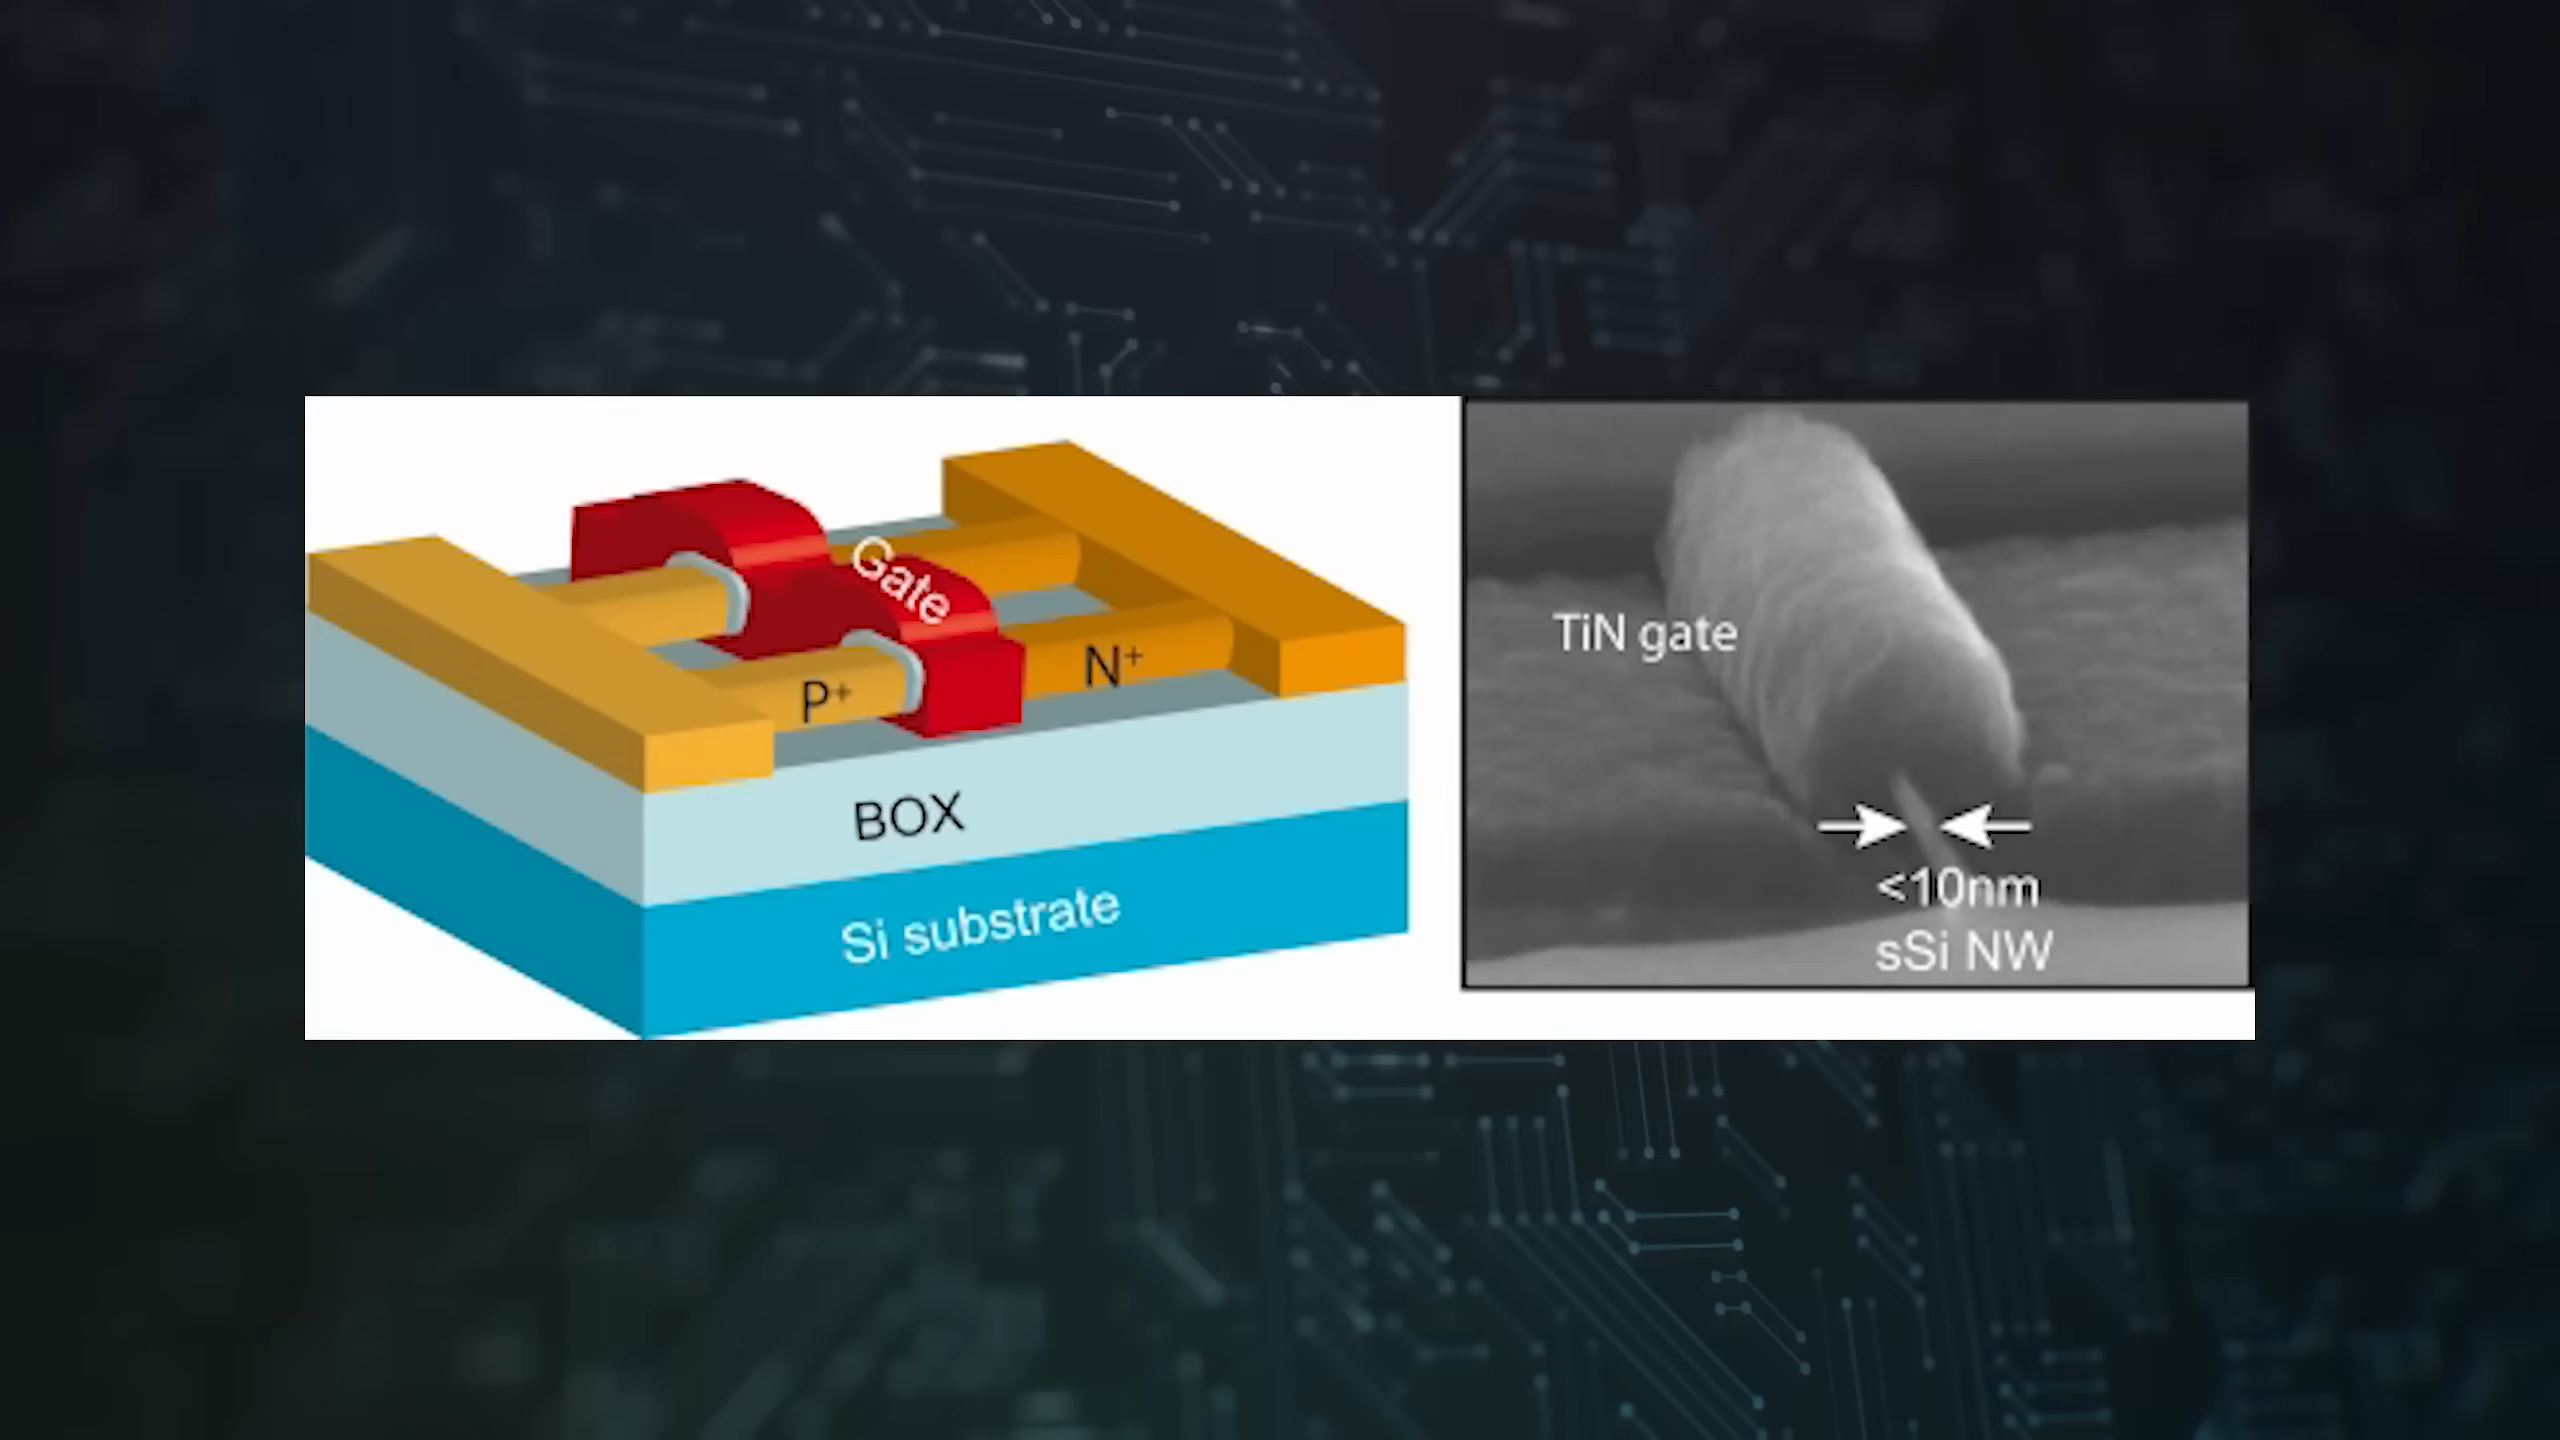 Gate
P⁺
N⁺
BOX
Si substrate
TiN gate
<10nm
sSi NW